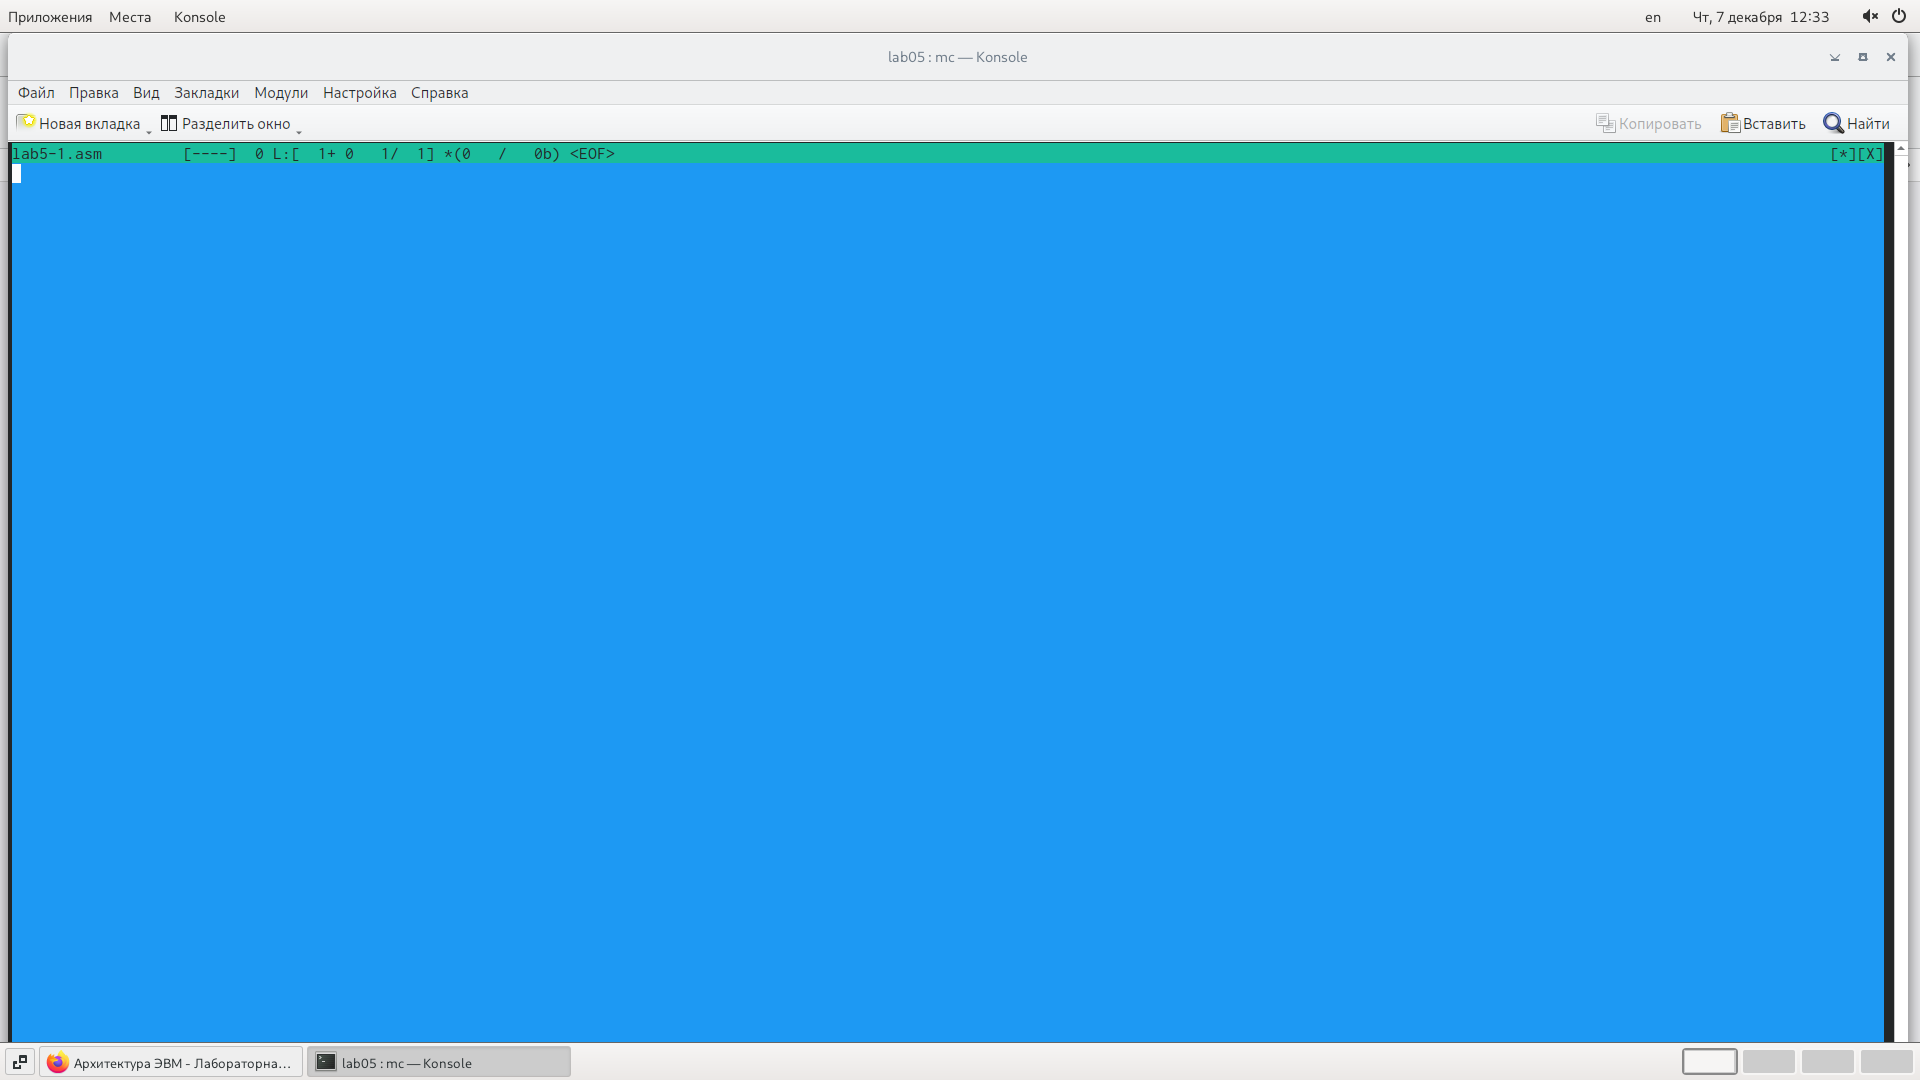 Приложения Места Konsole en Чт, 7 декабря 12:33
lab05 : mc — Konsole
Файл Правка Вид Закладки Модули Настройка Справка
Новая вкладка Разделить окно Копировать Вставить Найти
lab5-1.asm [----] 0 L:[ 1+ 0 1/ 1] *(0 / 0b) <EOF> [*][X]
Архитектура ЭВМ - Лабораторна… lab05 : mc — Konsole